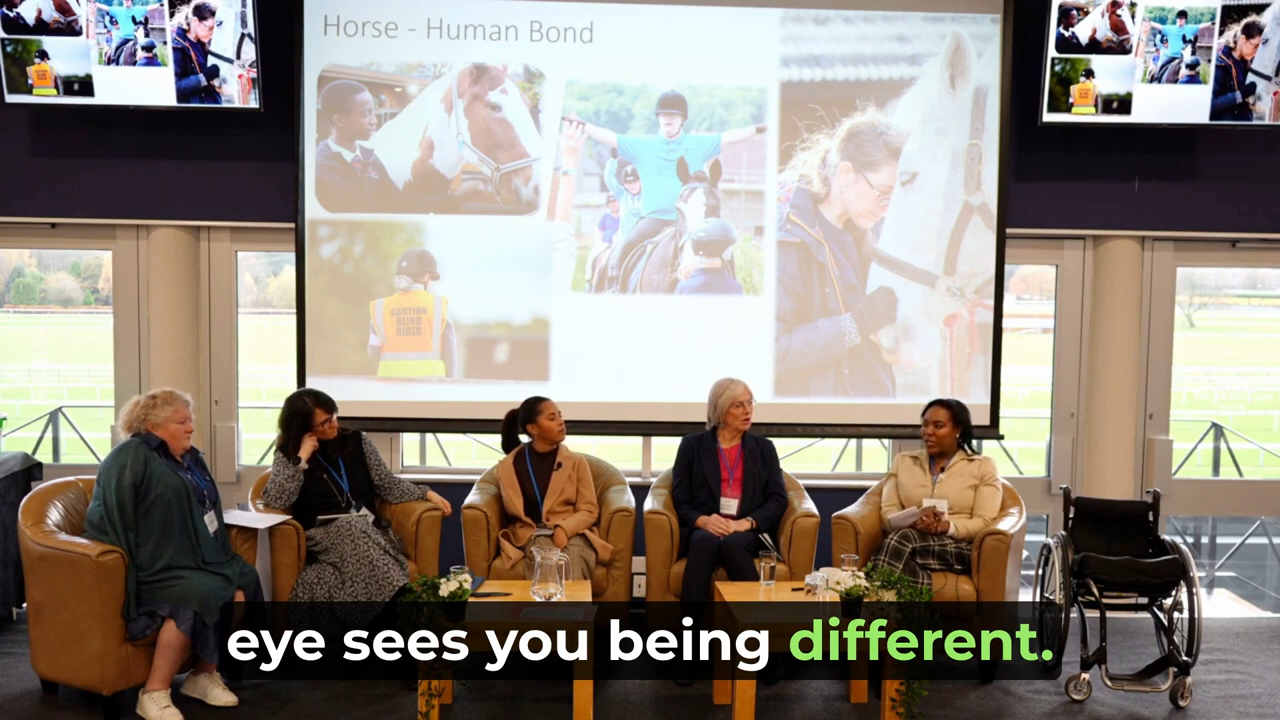 Horse - Human Bond
CAUTION
BLIND
RIDER
eye sees you being different.